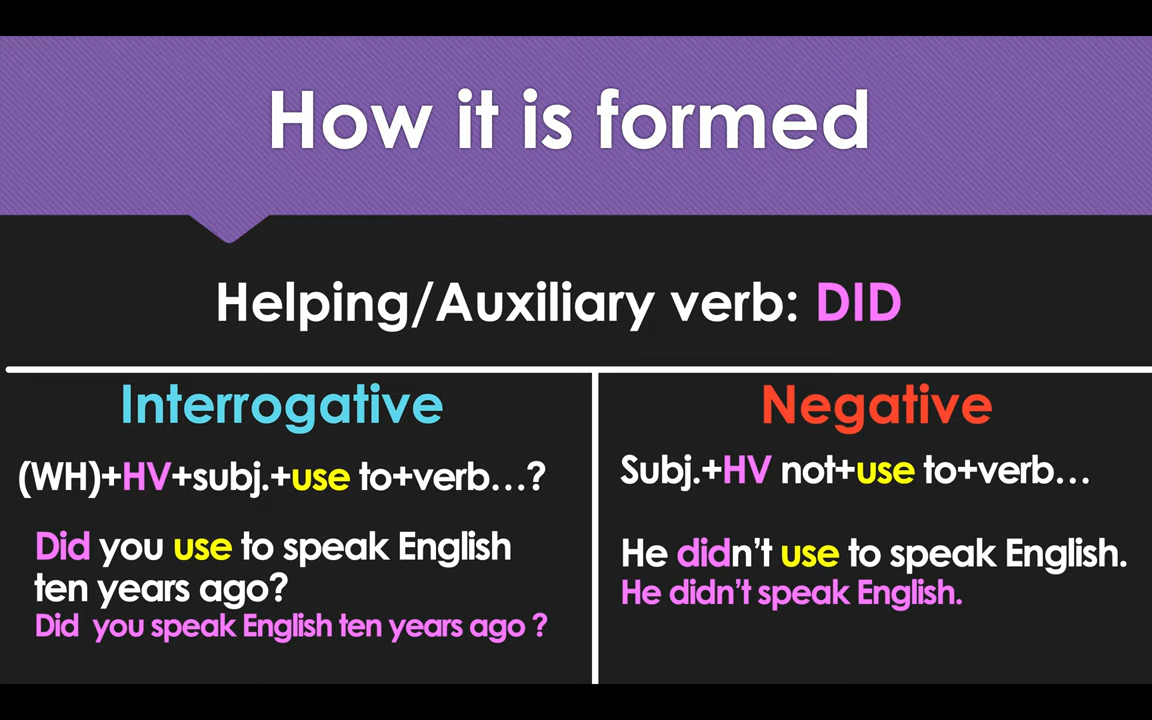 How it is formed
Helping/Auxiliary verb: DID
Interrogative
(WH)+HV+subj.+use to+verb...?
Did you use to speak English
ten years ago?
Did  you speak English ten years ago ?
Negative
Subj.+HV not+use to+verb...
He didn't use to speak English.
He didn't speak English.